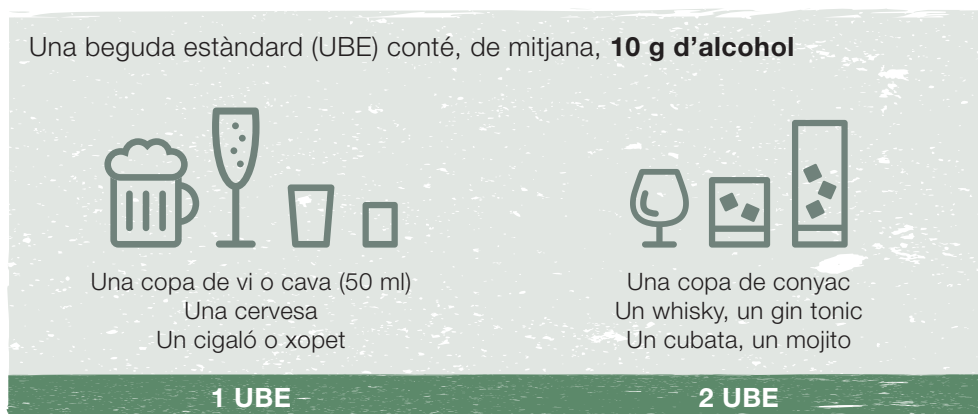 Una beguda estàndard (UBE) conté, de mitjana, 10 g d’alcohol
Una copa de vi o cava (50 ml)
Una cervesa
Un cigaló o xopet
1 UBE
Una copa de conyac
Un whisky, un gin tonic
Un cubata, un mojito
2 UBE